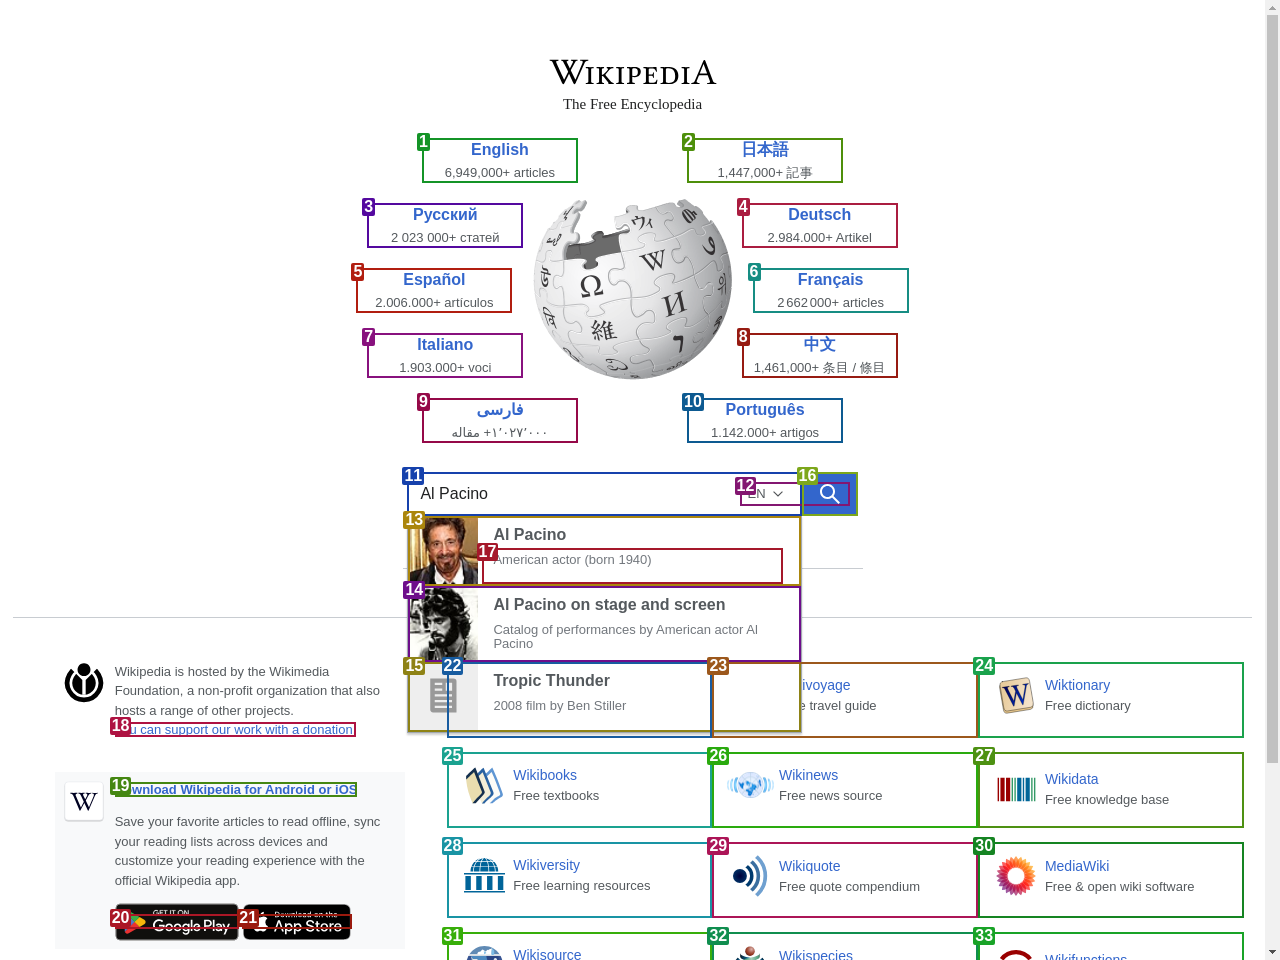 WIKIPEDIA
The Free Encyclopedia
1
English
6,949,000+ articles
2
日本語
1,447,000+ 記事
3
Русский
2 023 000+ статей
4
Deutsch
2.984.000+ Artikel
5
Español
2.006.000+ artículos
6
Français
2 662 000+ articles
7
Italiano
1.903.000+ voci
8
中文
1,461,000+ 条目 / 條目
9
فارسی
۱٬۰۲۷٬۰۰۰+ مقاله
10
Português
1.142.000+ artigos
Ω W И 維 ウィ 7
11
Al Pacino
12
EN
16
13
Al Pacino
17
American actor (born 1940)
14
Al Pacino on stage and screen
Catalog of performances by American actor Al
Pacino
15
Tropic Thunder
2008 film by Ben Stiller
Wikipedia is hosted by the Wikimedia
Foundation, a non-profit organization that also
hosts a range of other projects.
18
can support our work with a donation
19
wnload Wikipedia for Android or iOS
W
Save your favorite articles to read offline, sync
your reading lists across devices and
customize your reading experience with the
official Wikipedia app.
20
GET IT ON
Google Play
21
Download on the
App Store
22
23
ivoyage
travel guide
24
W
Wiktionary
Free dictionary
25
Wikibooks
Free textbooks
26
Wikinews
Free news source
27
Wikidata
Free knowledge base
28
Wikiversity
Free learning resources
29
Wikiquote
Free quote compendium
30
MediaWiki
Free & open wiki software
31
Wikisource
32
Wikispecies
33
Wikifunctions